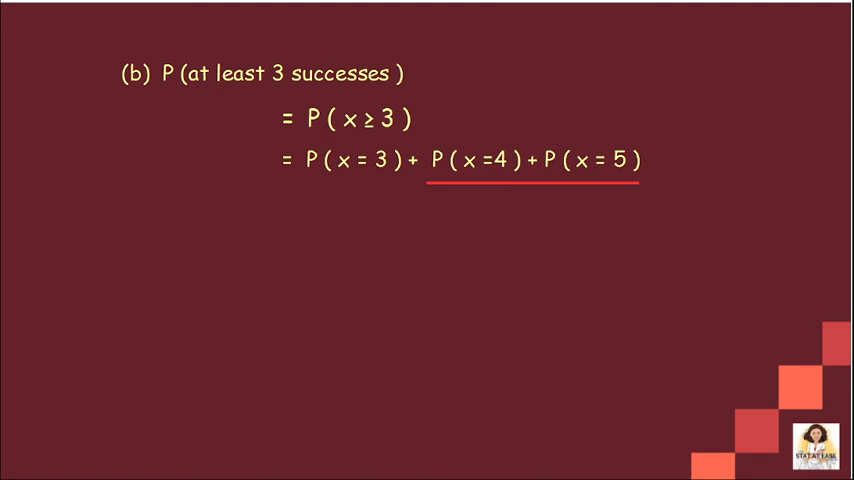 (b) P (at least 3 successes )
= P ( x ≥ 3 )
= P ( x = 3 ) + P ( x =4 ) + P ( x = 5 )
STAT AT EASE